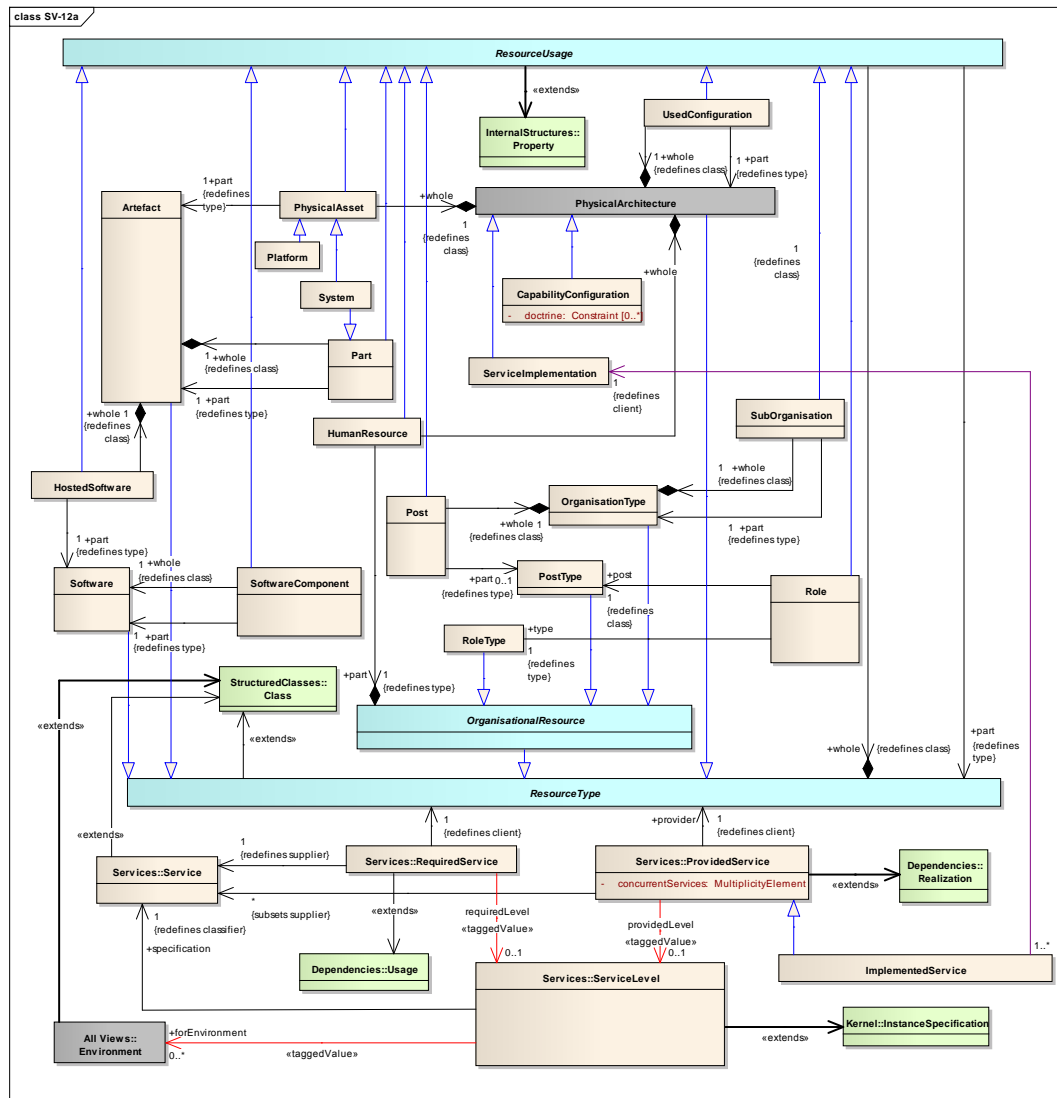 class SV-12a
ResourceUsage
«extends»
UsedConfiguration
InternalStructures::
Property
1 +whole
{redefines
class}
+part
1
{redefines type}
1 +part
{redefines
type}
Artefact
PhysicalAsset
+whole
PhysicalArchitecture
1
{redefines
class}
1
{redefines
class}
Platform
+whole
System
CapabilityConfiguration
- doctrine: Constraint [0..*]
Part
1 +whole
{redefines class}
ServiceImplementation
1
{redefines
client}
1 +part
{redefines type}
SubOrganisation
+whole 1
{redefines
class}
HumanResource
1 +whole
{redefines class}
HostedSoftware
OrganisationType
Post
+whole 1
{redefines class}
1 +part
{redefines type}
1 +part
{redefines type}
1 +whole
{redefines class}
Software
SoftwareComponent
PostType
+part 0..1
{redefines type}
+post
1
{redefines
class}
Role
1 +part
{redefines type}
RoleType
+type
1
{redefines
type}
StructuredClasses::
Class
+part 1
{redefines type}
«extends»
OrganisationalResource
«extends»
+whole {redefines class}
+part
{redefines
type}
ResourceType
«extends»
1
{redefines client}
+provider 1
{redefines client}
Services::Service
1
{redefines supplier}
Services::RequiredService
Services::ProvidedService
- concurrentServices: MultiplicityElement
Dependencies::
Realization
«extends»
*
{subsets supplier}
«extends»
requiredLevel
«taggedValue»
providedLevel
«taggedValue»
1
{redefines classifier}
+specification
0..1
0..1
1..*
Dependencies::Usage
Services::ServiceLevel
ImplementedService
Kernel::InstanceSpecification
«extends»
All Views::
Environment
+forEnvironment
0..*
«taggedValue»